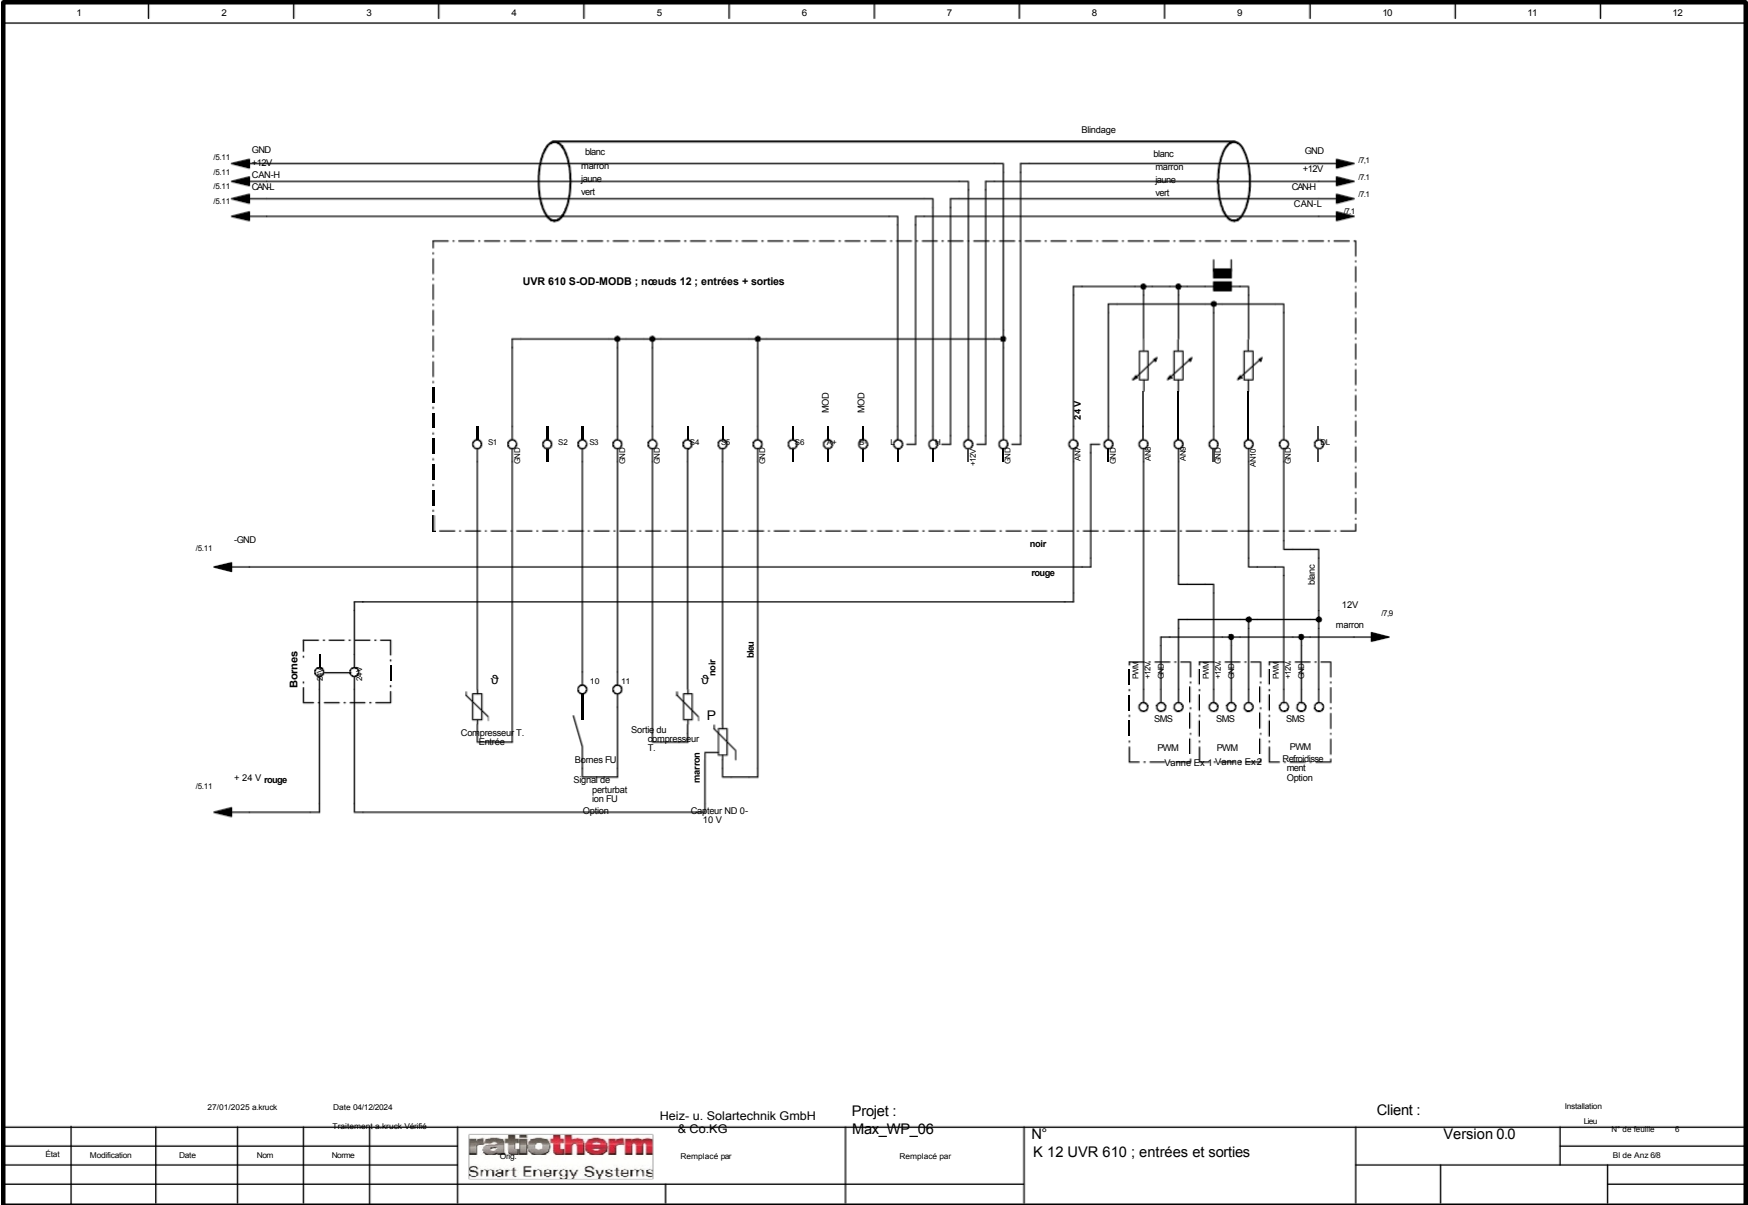 1 2 3 4 5 6 7 8 9 10 11 12
Blindage
/5.11 GND
+12V
/5.11 CAN-H
/5.11 CAN-L
/5.11
blanc
marron
jaune
vert
blanc
marron
jaune
vert
GND /7,1
+12V /7.1
CAN-H /7.1
CAN-L /7.1
UVR 610 S-OD-MODB ; nœuds 12 ; entrées + sorties
MOD
MOD
24 V
S1
GND
S2
S3
GND
GND
S4
S5
GND
S6
A+
L
H
+12V
GND
AN7
GND
AN8
AN9
GND
AN10
GND
DL
/5.11 -GND
noir
rouge
blanc
12V /7,9
marron
Bornes
24V
24V
ϑ
Compresseur T.
Entrée
10
11
Bornes FU
Signal de
perturbat
ion FU
Option
Sortie du
compresseur
T.
ϑ
noir
bleu
P
marron
Capteur ND 0-
10 V
PWM +12V. GND
PWM +12V. GND
PWM +12V. GND
SMS
SMS
SMS
PWM
PWM
PWM
Vanne Ex 1
Vanne Ex2
Refroidisse
ment
Option
/5.11 + 24 V rouge
27/01/2025 a.kruck
Date 04/12/2024
Traitement a.kruck Vérifié
État Modification Date Nom Norme
Orig.
ratiotherm
Smart Energy Systems
Heiz- u. Solartechnik GmbH
& Co.KG
Remplacé par
Projet :
Max_WP_06
Remplacé par
N°
K 12 UVR 610 ; entrées et sorties
Client :
Version 0.0
Installation
Lieu
N° de feuille 6
Bl de Anz 6/8